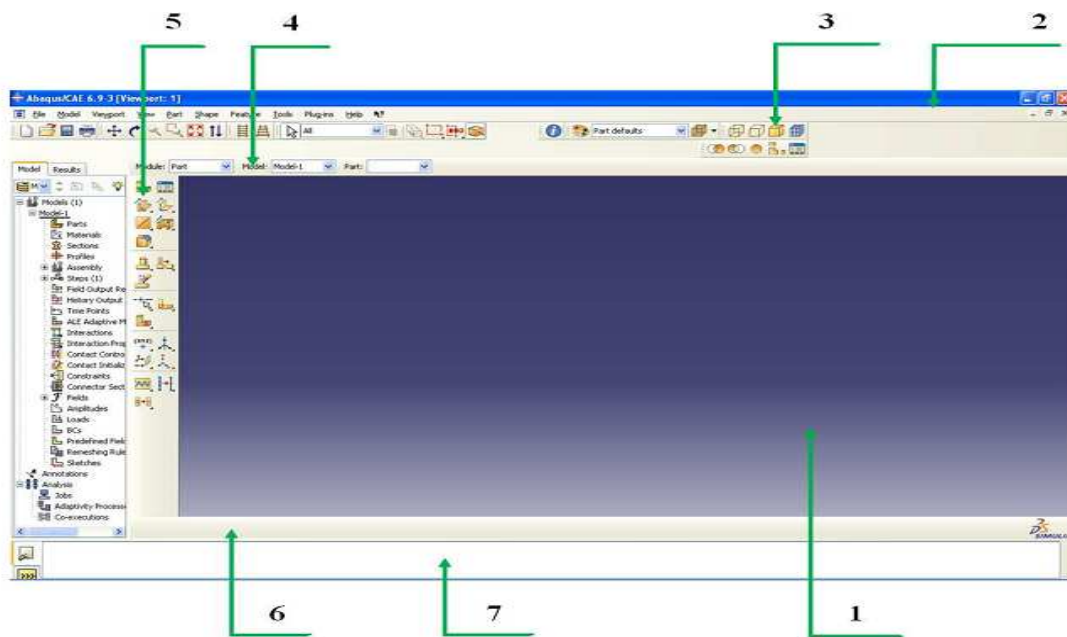 5 4 3 2
Abaqus/CAE 6.9-3 [Viewport: 1]
File Model Viewport View Part Shape Feature Tools Plug-ins Help
All Part defaults
Model Results Module: Part Model: Model-1 Part:
Models (1)
Model-1
Parts
Materials
Sections
Profiles
Assembly
Steps (1)
Field Output Re
History Output
Time Points
ALE Adaptive M
Interactions
Interaction Prop
Contact Contro
Contact Initializ
Constraints
Connector Sect
Fields
Amplitudes
Loads
BCs
Predefined Field
Remeshing Rule
Sketches
Annotations
Analysis
Jobs
Adaptivity Processe
Co-executions
SIMULIA
6 7 1